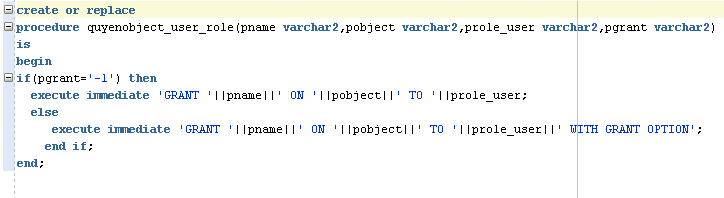 create or replace
procedure quyenobject_user_role(pname varchar2,pobject varchar2,prole_user varchar2,pgrant varchar2)
is
begin
if(pgrant='-1') then
execute immediate 'GRANT '||pname||' ON '||pobject||' TO '||prole_user;
else
execute immediate 'GRANT '||pname||' ON '||pobject||' TO '||prole_user||' WITH GRANT OPTION';
end if;
end;